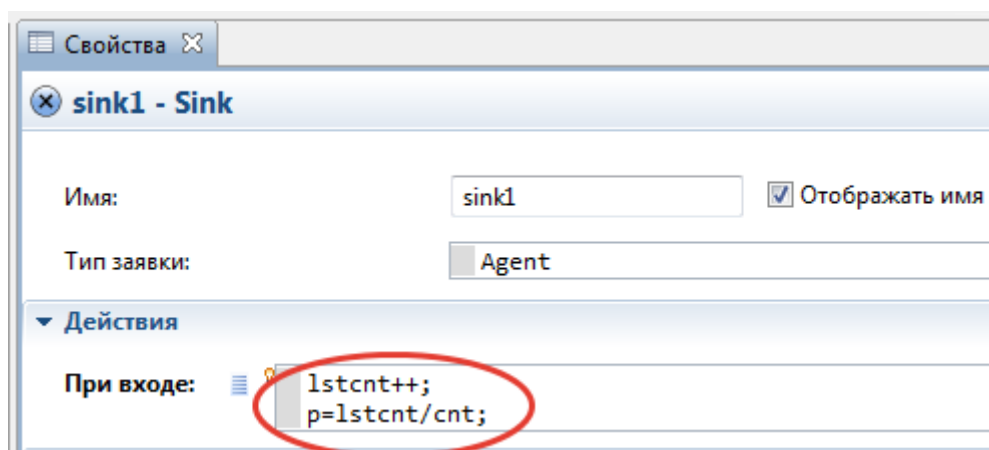 Свойства
sink1 - Sink
Имя: sink1 Отображать имя
Тип заявки: Agent
Действия
При входе: lstcnt++;
p=lstcnt/cnt;